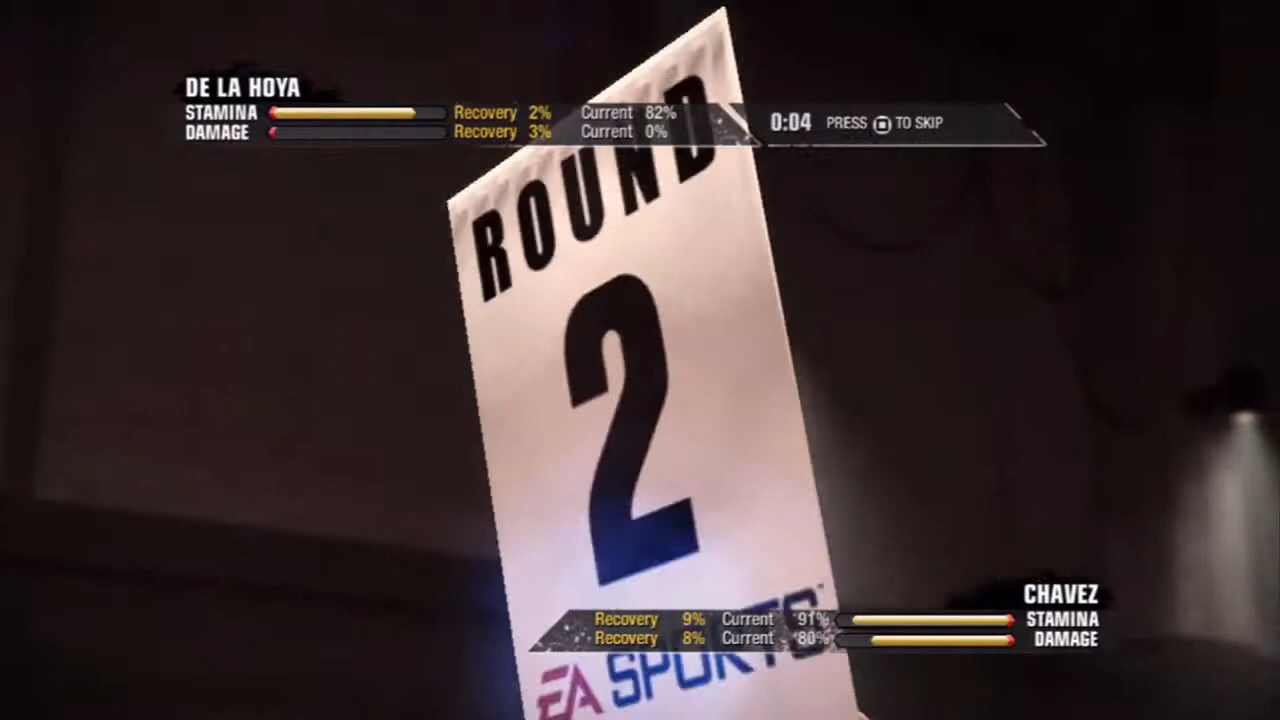 DE LA HOYA
STAMINA Recovery 2% Current 82%
DAMAGE Recovery 3% Current 0%
0:04 PRESS TO SKIP
ROUND
2
CHAVEZ
Recovery 9% Current 91% STAMINA
Recovery 8% Current 80% DAMAGE
EA SPORTS